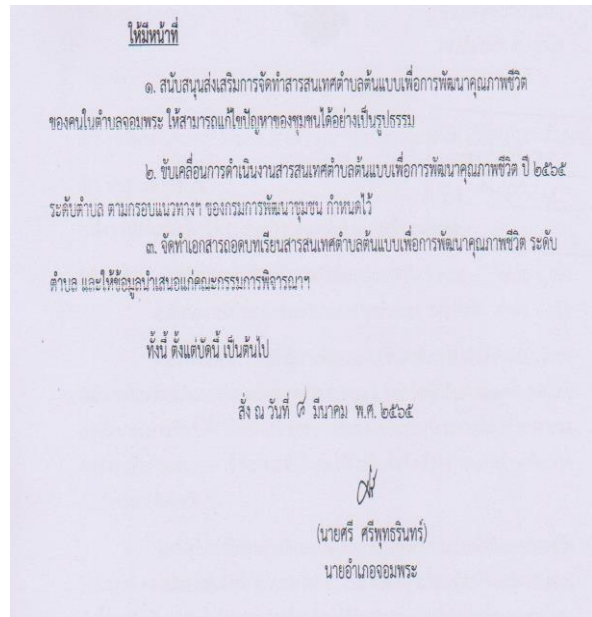 ให้มีหน้าที่
๑. สนับสนุนส่งเสริมการจัดทำสารสนเทศตำบลต้นแบบเพื่อการพัฒนาคุณภาพชีวิต
ของคนในตำบลจอมพระ ให้สามารถแก้ไขปัญหาของชุมชนได้อย่างเป็นรูปธรรม
๒. ขับเคลื่อนการดำเนินงานสารสนเทศตำบลต้นแบบเพื่อการพัฒนาคุณภาพชีวิต ปี ๒๕๖๕
ระดับตำบล ตามกรอบแนวทางฯ ของกรมการพัฒนาชุมชน กำหนดไว้
๓. จัดทำเอกสารถอดบทเรียนสารสนเทศตำบลต้นแบบเพื่อการพัฒนาคุณภาพชีวิต ระดับ
ตำบล และให้ข้อมูลนำเสนอแก่คณะกรรมการพิจารณาฯ
ทั้งนี้ ตั้งแต่บัดนี้ เป็นต้นไป
สั่ง ณ วันที่ ๘ มีนาคม พ.ศ. ๒๕๖๕
(นายศรี ศรีพุทธรินทร์)
นายอำเภอจอมพระ